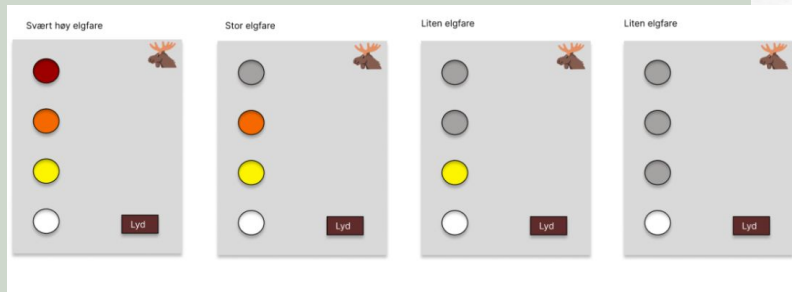 Svært høy elgfare
Stor elgfare
Liten elgfare
Liten elgfare
Lyd
Lyd
Lyd
Lyd